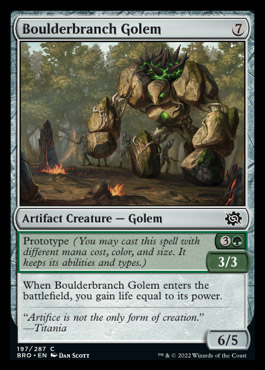 Boulderbranch Golem 7
Artifact Creature — Golem
Prototype (You may cast this spell with 3
different mana cost, color, and size. It
keeps its abilities and types.) 3/3
When Boulderbranch Golem enters the
battlefield, you gain life equal to its power.
"Artifice is not the only form of creation."
—Titania
6/5
197/287 C
BRO • EN DAN SCOTT ™ & © 2022 Wizards of the Coast